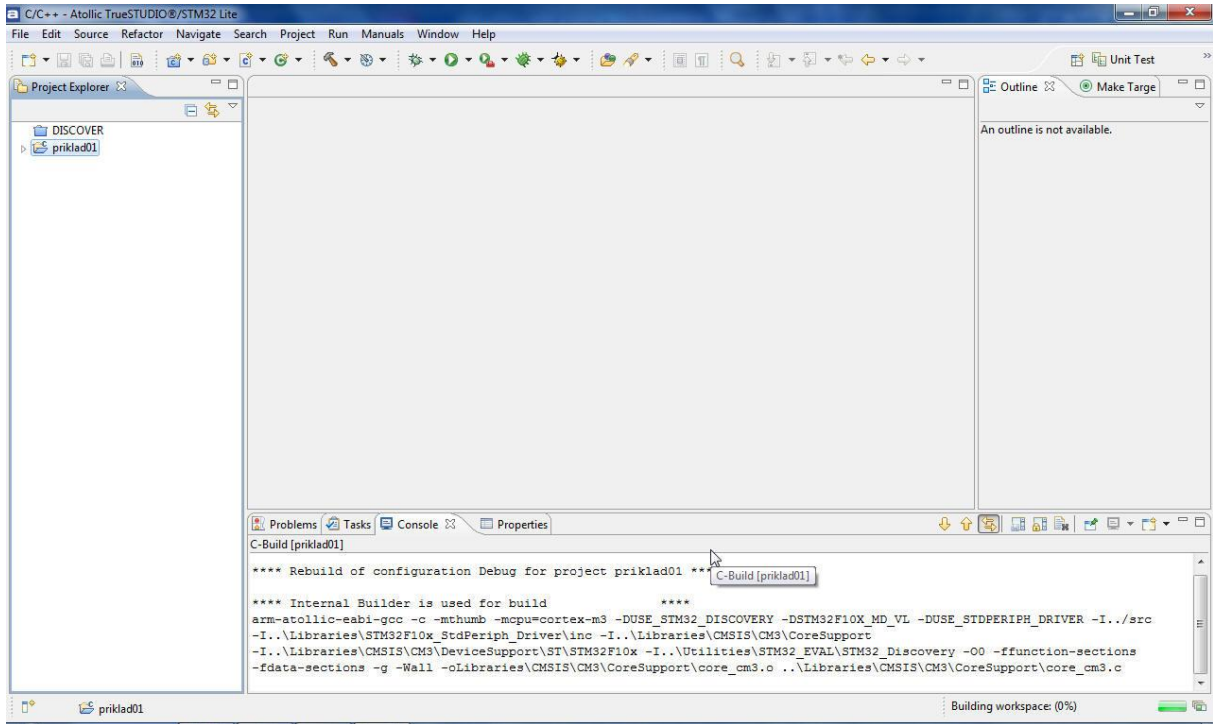 C/C++ - Atollic TrueSTUDIO®/STM32 Lite
File Edit Source Refactor Navigate Search Project Run Manuals Window Help
Unit Test
Project Explorer
Outline Make Targe
DISCOVER
An outline is not available.
priklad01
Problems Tasks Console Properties
C-Build [priklad01]
**** Rebuild of configuration Debug for project priklad01 ***
C-Build [priklad01]
**** Internal Builder is used for build ****
arm-atollic-eabi-gcc -c -mthumb -mcpu=cortex-m3 -DUSE_STM32_DISCOVERY -DSTM32F10X_MD_VL -DUSE_STDPERIPH_DRIVER -I../src
-I..\Libraries\STM32F10x_StdPeriph_Driver\inc -I..\Libraries\CMSIS\CM3\CoreSupport
-I..\Libraries\CMSIS\CM3\DeviceSupport\ST\STM32F10x -I..\Utilities\STM32_EVAL\STM32_Discovery -O0 -ffunction-sections
-fdata-sections -g -Wall -oLibraries\CMSIS\CM3\CoreSupport\core_cm3.o ..\Libraries\CMSIS\CM3\CoreSupport\core_cm3.c
priklad01
Building workspace: (0%)